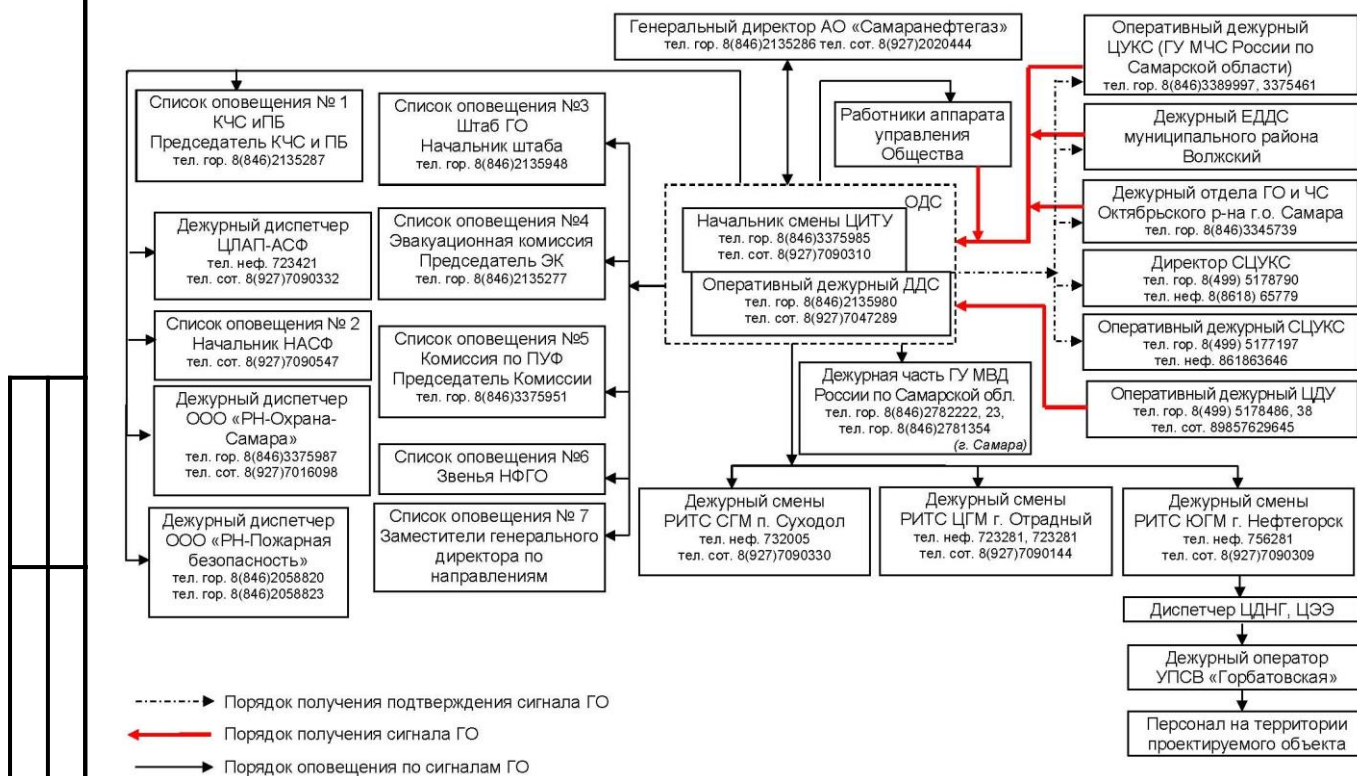 Генеральный директор АО «Самаранефтегаз»
тел. гор. 8(846)2135286 тел. сот. 8(927)2020444
Список оповещения № 1
КЧС иПБ
Председатель КЧС и ПБ
тел. гор. 8(846)2135287
Дежурный диспетчер
ЦЛАП-АСФ
тел. неф. 723421
тел. сот. 8(927)7090332
Список оповещения № 2
Начальник НАСФ
тел. сот. 8(927)7090547
Дежурный диспетчер
ООО «РН-Охрана-
Самара»
тел. гор. 8(846)3375987
тел. сот. 8(927)7016098
Дежурный диспетчер
ООО «РН-Пожарная
безопасность»
тел. гор. 8(846)2058820
тел. гор. 8(846)2058823
Список оповещения №3
Штаб ГО
Начальник штаба
тел. гор. 8(846)2135948
Список оповещения №4
Эвакуационная комиссия
Председатель ЭК
тел. гор. 8(846)2135277
Список оповещения №5
Комиссия по ПУФ
Председатель Комиссии
тел. гор. 8(846)3375951
Список оповещения №6
Звенья НФГО
Список оповещения № 7
Заместители генерального
директора по
направлениям
Работники аппарата
управления
Общества
ОДС
Начальник смены ЦИТУ
тел. гор. 8(846)3375985
тел. сот. 8(927)7090310
Оперативный дежурный ДДС
тел. гор. 8(846)2135980
тел. сот. 8(927)7047289
Дежурная часть ГУ МВД
России по Самарской обл.
тел. гор. 8(846)2782222, 23,
тел. гор. 8(846)2781354
(г. Самара)
Оперативный дежурный
ЦУКС (ГУ МЧС России по
Самарской области)
тел. гор. 8(846)3389997, 3375461
Дежурный ЕДДС
муниципального района
Волжский
Дежурный отдела ГО и ЧС
Октябрьского р-на г.о. Самара
тел. гор. 8(846)3345739
Директор СЦУКС
тел. гор. 8(499) 5178790
тел. неф. 8(8618) 65779
Оперативный дежурный СЦУКС
тел. гор. 8(499) 5177197
тел. неф. 861863646
Оперативный дежурный ЦДУ
тел. гор. 8(499) 5178486, 38
тел. сот. 89857629645
Дежурный смены
РИТС СГМ п. Суходол
тел. неф. 732005
тел. сот. 8(927)7090330
Дежурный смены
РИТС ЦГМ г. Отрадный
тел. неф. 723281, 723281
тел. сот. 8(927)7090144
Дежурный смены
РИТС ЮГМ г. Нефтегорск
тел. неф. 756281
тел. сот. 8(927)7090309
Диспетчер ЦДНГ, ЦЭЭ
Дежурный оператор
УПСВ «Горбатовская»
Персонал на территории
проектируемого объекта
Порядок получения подтверждения сигнала ГО
Порядок получения сигнала ГО
Порядок оповещения по сигналам ГО